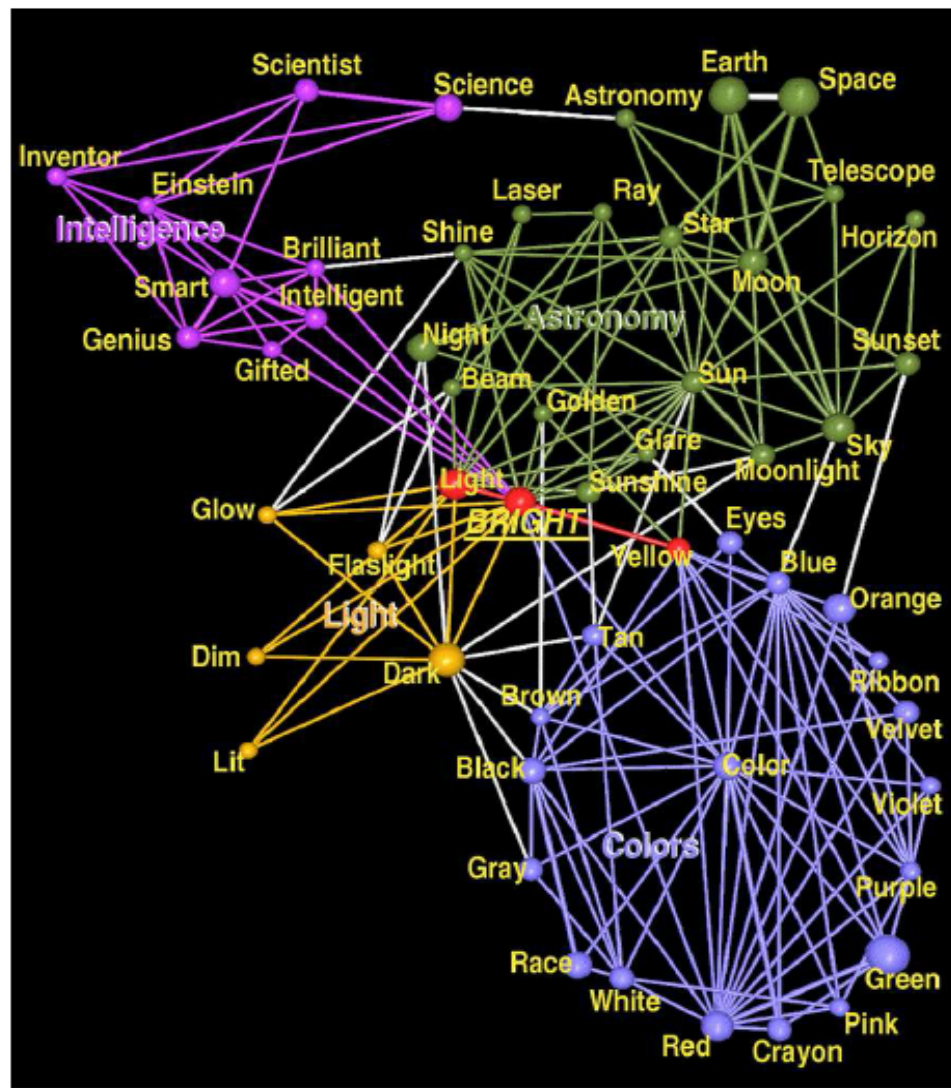 Earth
Space
Scientist
Science
Astronomy
Inventor
Einstein
Laser
Ray
Telescope
Intelligence
Shine
Star
Horizon
Brilliant
Smart
Intelligent
Moon
Genius
Gifted
Night
Astronomy
Sunset
Beam
Sun
Golden
Glare
Sky
Light
Sunshine
Moonlight
Glow
BRIGHT
Eyes
Flaslight
Yellow
Blue
Orange
Light
Tan
Dim
Dark
Brown
Ribbon
Velvet
Lit
Black
Color
Violet
Colors
Gray
Purple
Race
White
Green
Red
Crayon
Pink